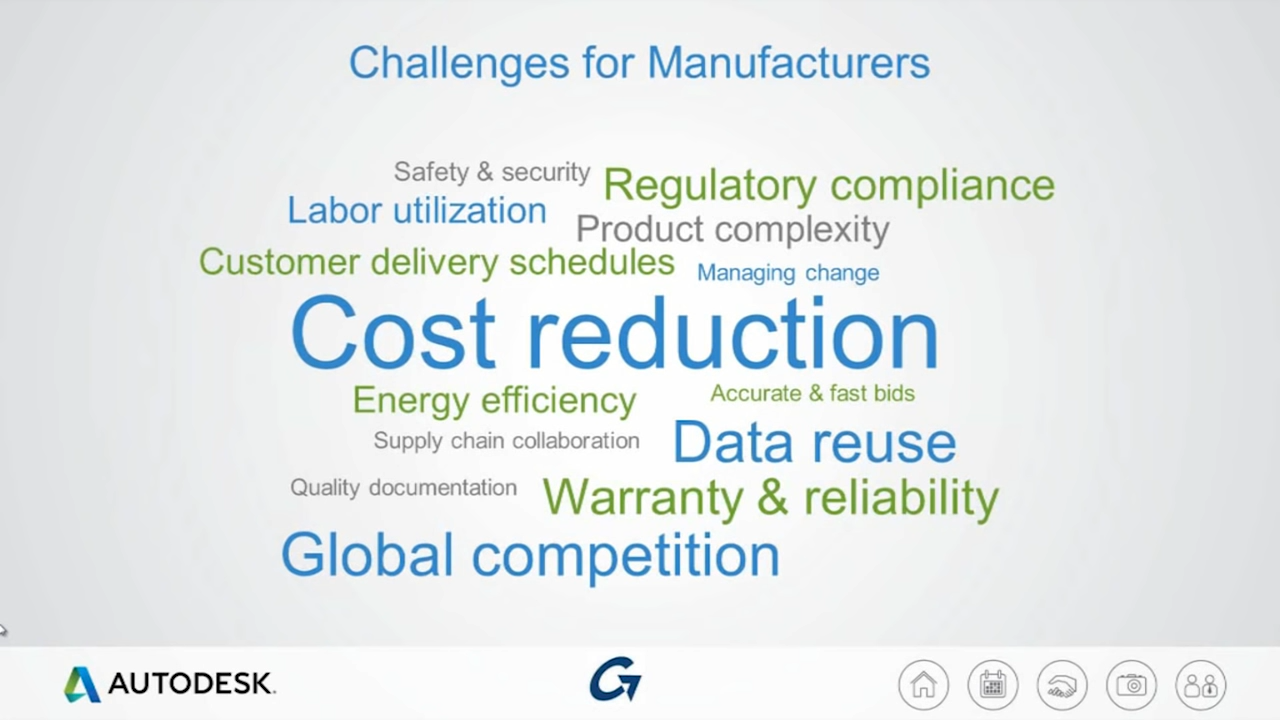 Challenges for Manufacturers
Safety & security
Regulatory compliance
Labor utilization
Product complexity
Customer delivery schedules
Managing change
Cost reduction
Energy efficiency
Accurate & fast bids
Supply chain collaboration
Data reuse
Quality documentation
Warranty & reliability
Global competition
AUTODESK.